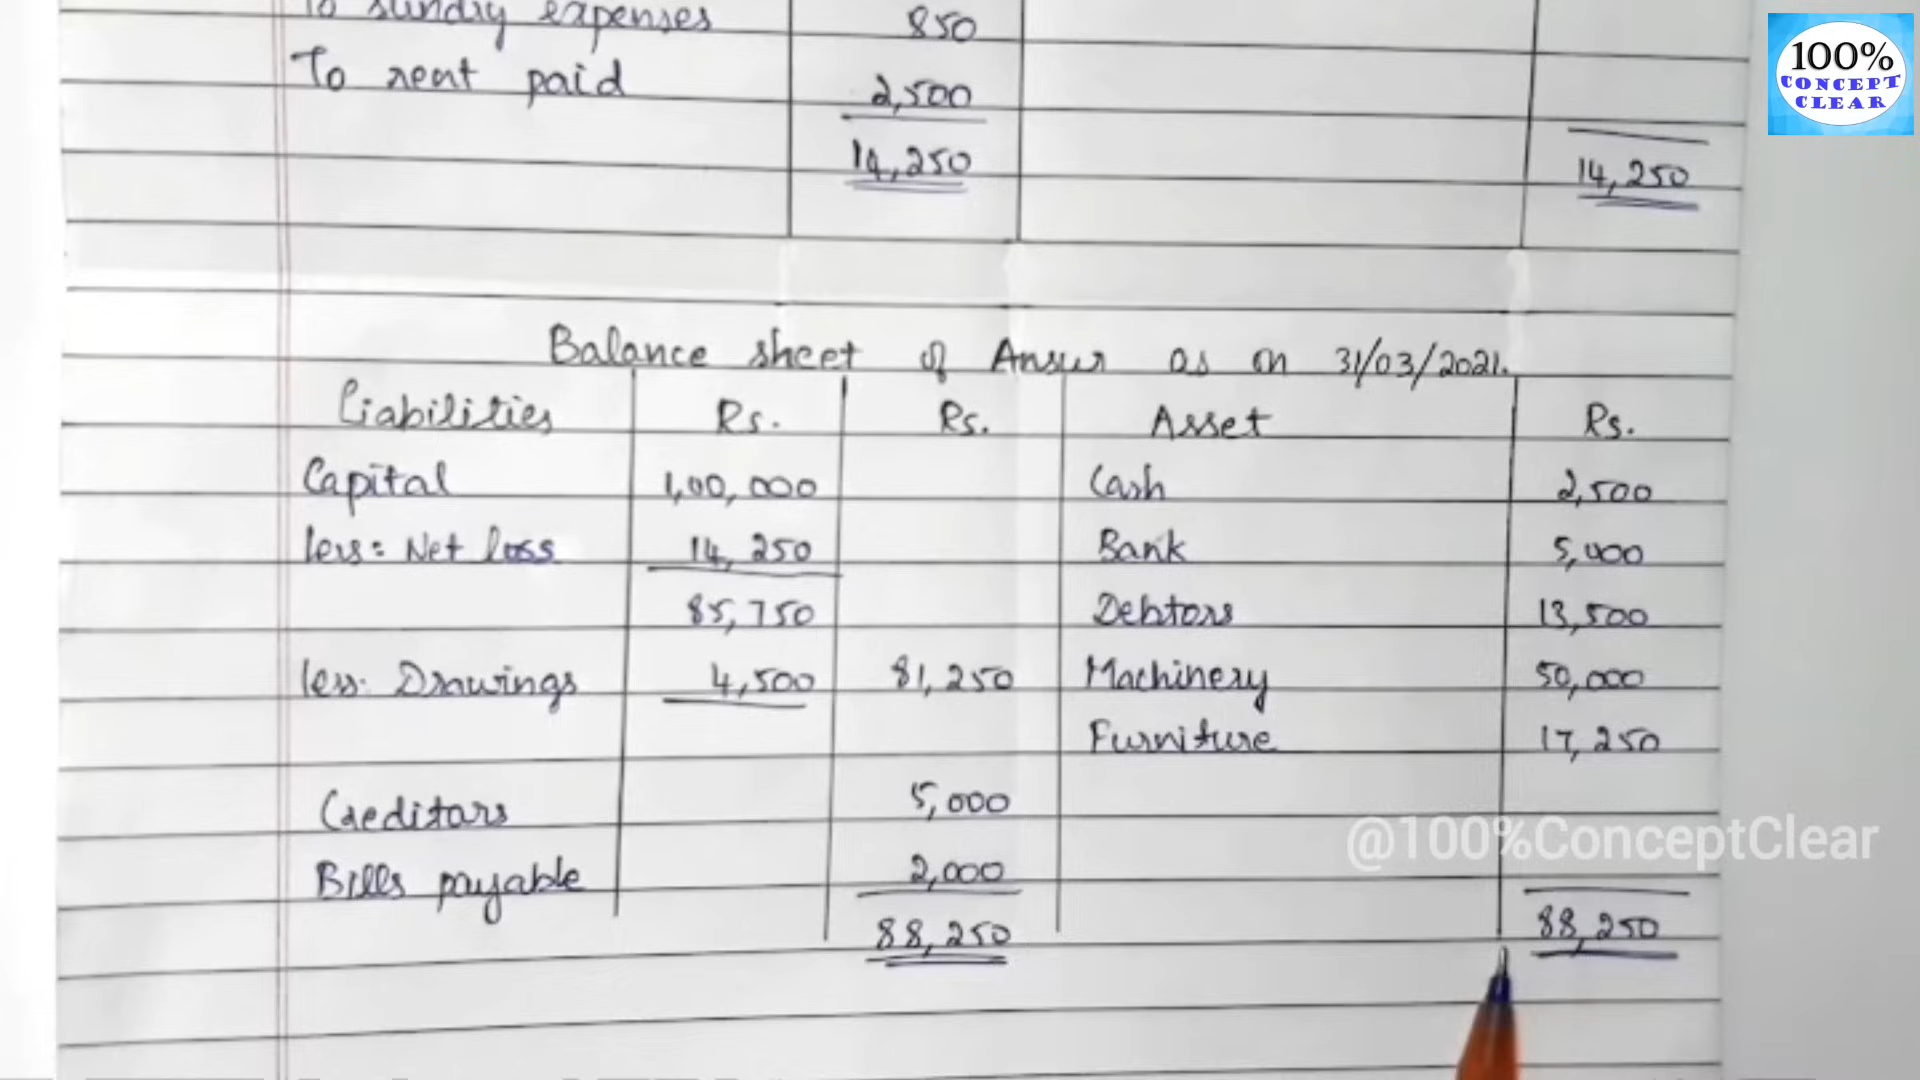 To sundry expenses 850
To rent paid 2,500
14,250 14,250
100%
CONCEPT
CLEAR
Balance sheet of Ansur as on 31/03/2021.
Liabilities Rs. Rs. Asset Rs.
Capital 1,00,000 Cash 2,500
less: Net loss 14,250 Bank 5,000
85,750 Debtors 13,500
less: Drawings 4,500 81,250 Machinery 50,000
Furniture 17,250
Creditors 5,000
@100%ConceptClear
Bills payable 2,000
88,250 88,250